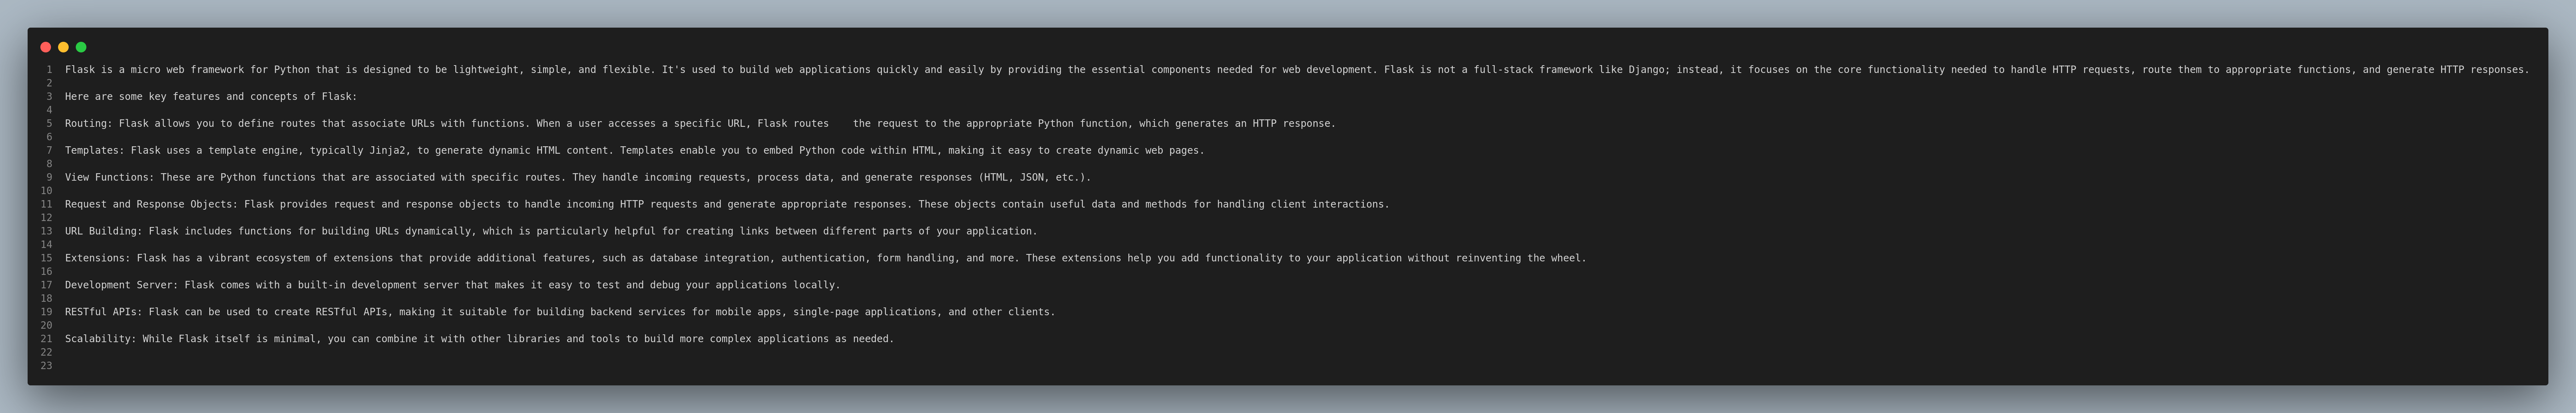 1 Flask is a micro web framework for Python that is designed to be lightweight, simple, and flexible. It's used to build web applications quickly and easily by providing the essential components needed for web development. Flask is not a full-stack framework like Django; instead, it focuses on the core functionality needed to handle HTTP requests, route them to appropriate functions, and generate HTTP responses.
2
3 Here are some key features and concepts of Flask:
4
5 Routing: Flask allows you to define routes that associate URLs with functions. When a user accesses a specific URL, Flask routes    the request to the appropriate Python function, which generates an HTTP response.
6
7 Templates: Flask uses a template engine, typically Jinja2, to generate dynamic HTML content. Templates enable you to embed Python code within HTML, making it easy to create dynamic web pages.
8
9 View Functions: These are Python functions that are associated with specific routes. They handle incoming requests, process data, and generate responses (HTML, JSON, etc.).
10
11 Request and Response Objects: Flask provides request and response objects to handle incoming HTTP requests and generate appropriate responses. These objects contain useful data and methods for handling client interactions.
12
13 URL Building: Flask includes functions for building URLs dynamically, which is particularly helpful for creating links between different parts of your application.
14
15 Extensions: Flask has a vibrant ecosystem of extensions that provide additional features, such as database integration, authentication, form handling, and more. These extensions help you add functionality to your application without reinventing the wheel.
16
17 Development Server: Flask comes with a built-in development server that makes it easy to test and debug your applications locally.
18
19 RESTful APIs: Flask can be used to create RESTful APIs, making it suitable for building backend services for mobile apps, single-page applications, and other clients.
20
21 Scalability: While Flask itself is minimal, you can combine it with other libraries and tools to build more complex applications as needed.
22
23